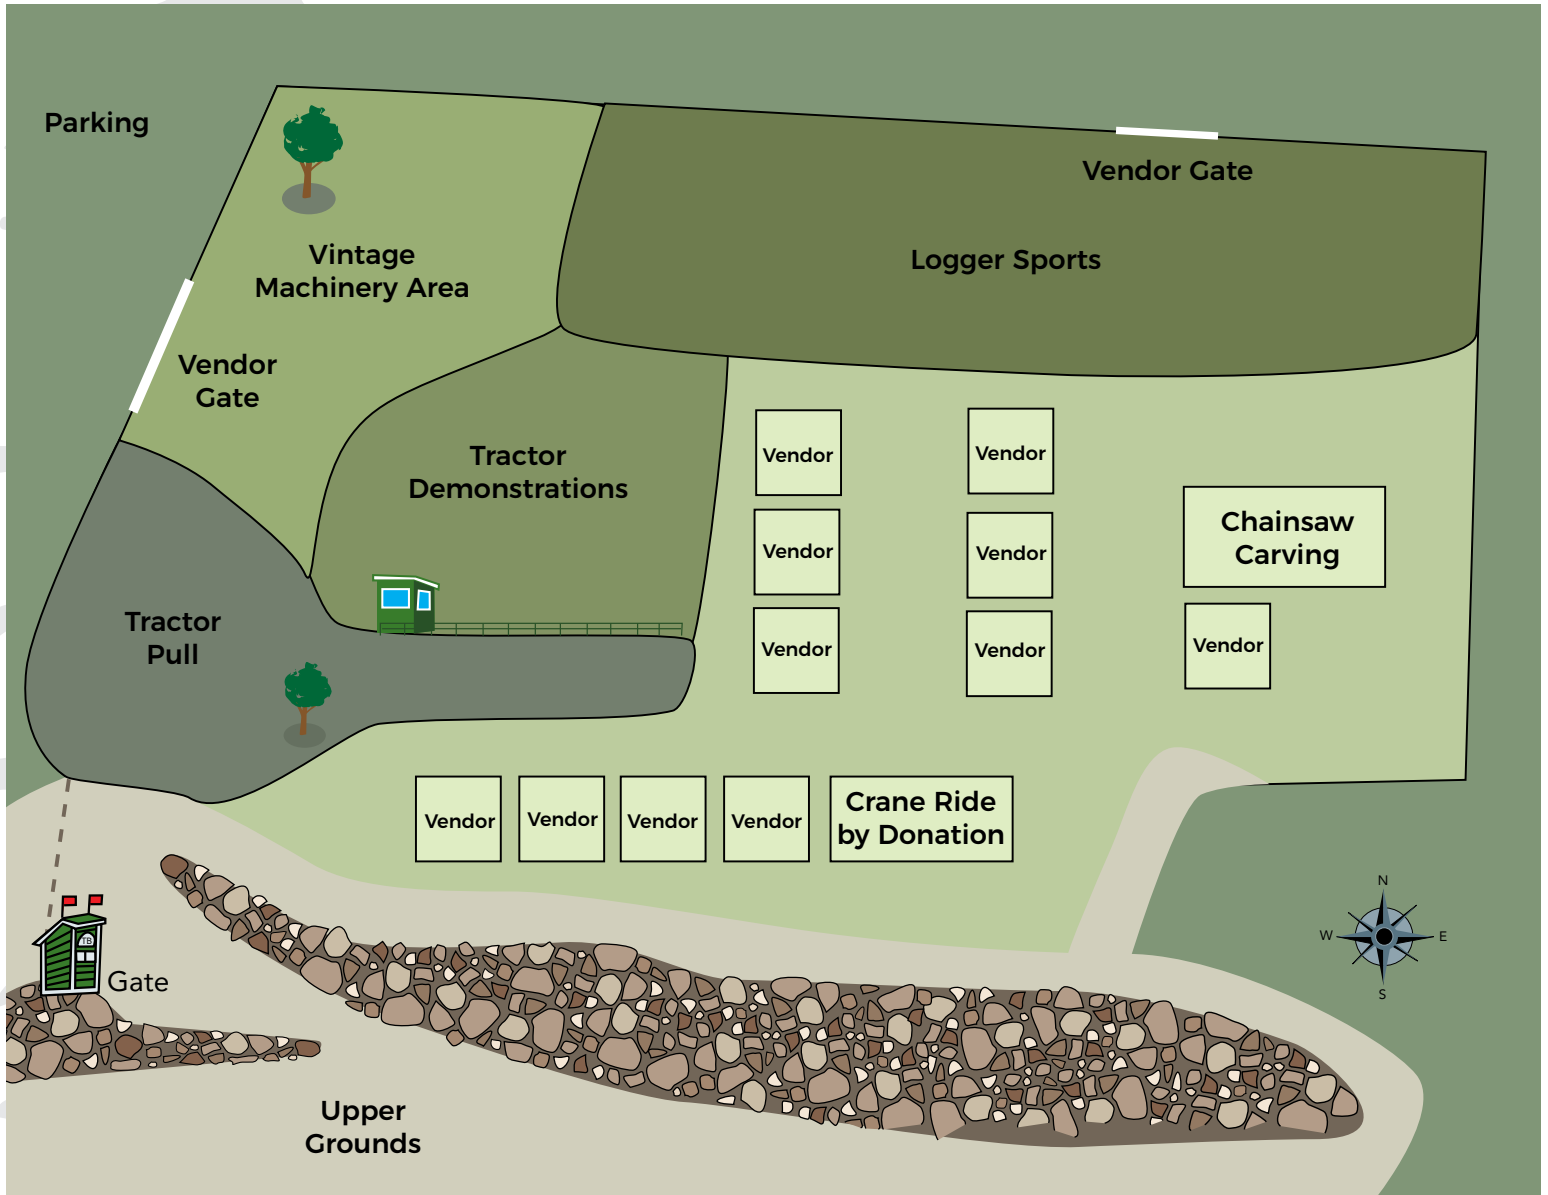 Parking
Vendor Gate
Vintage
Machinery Area
Logger Sports
Vendor
Gate
Tractor
Demonstrations
Vendor
Vendor
Chainsaw
Carving
Vendor
Vendor
Tractor
Pull
Vendor
Vendor
Vendor
Vendor
Vendor
Vendor
Vendor
Crane Ride
by Donation
N
W
E
S
TB
Gate
Upper
Grounds